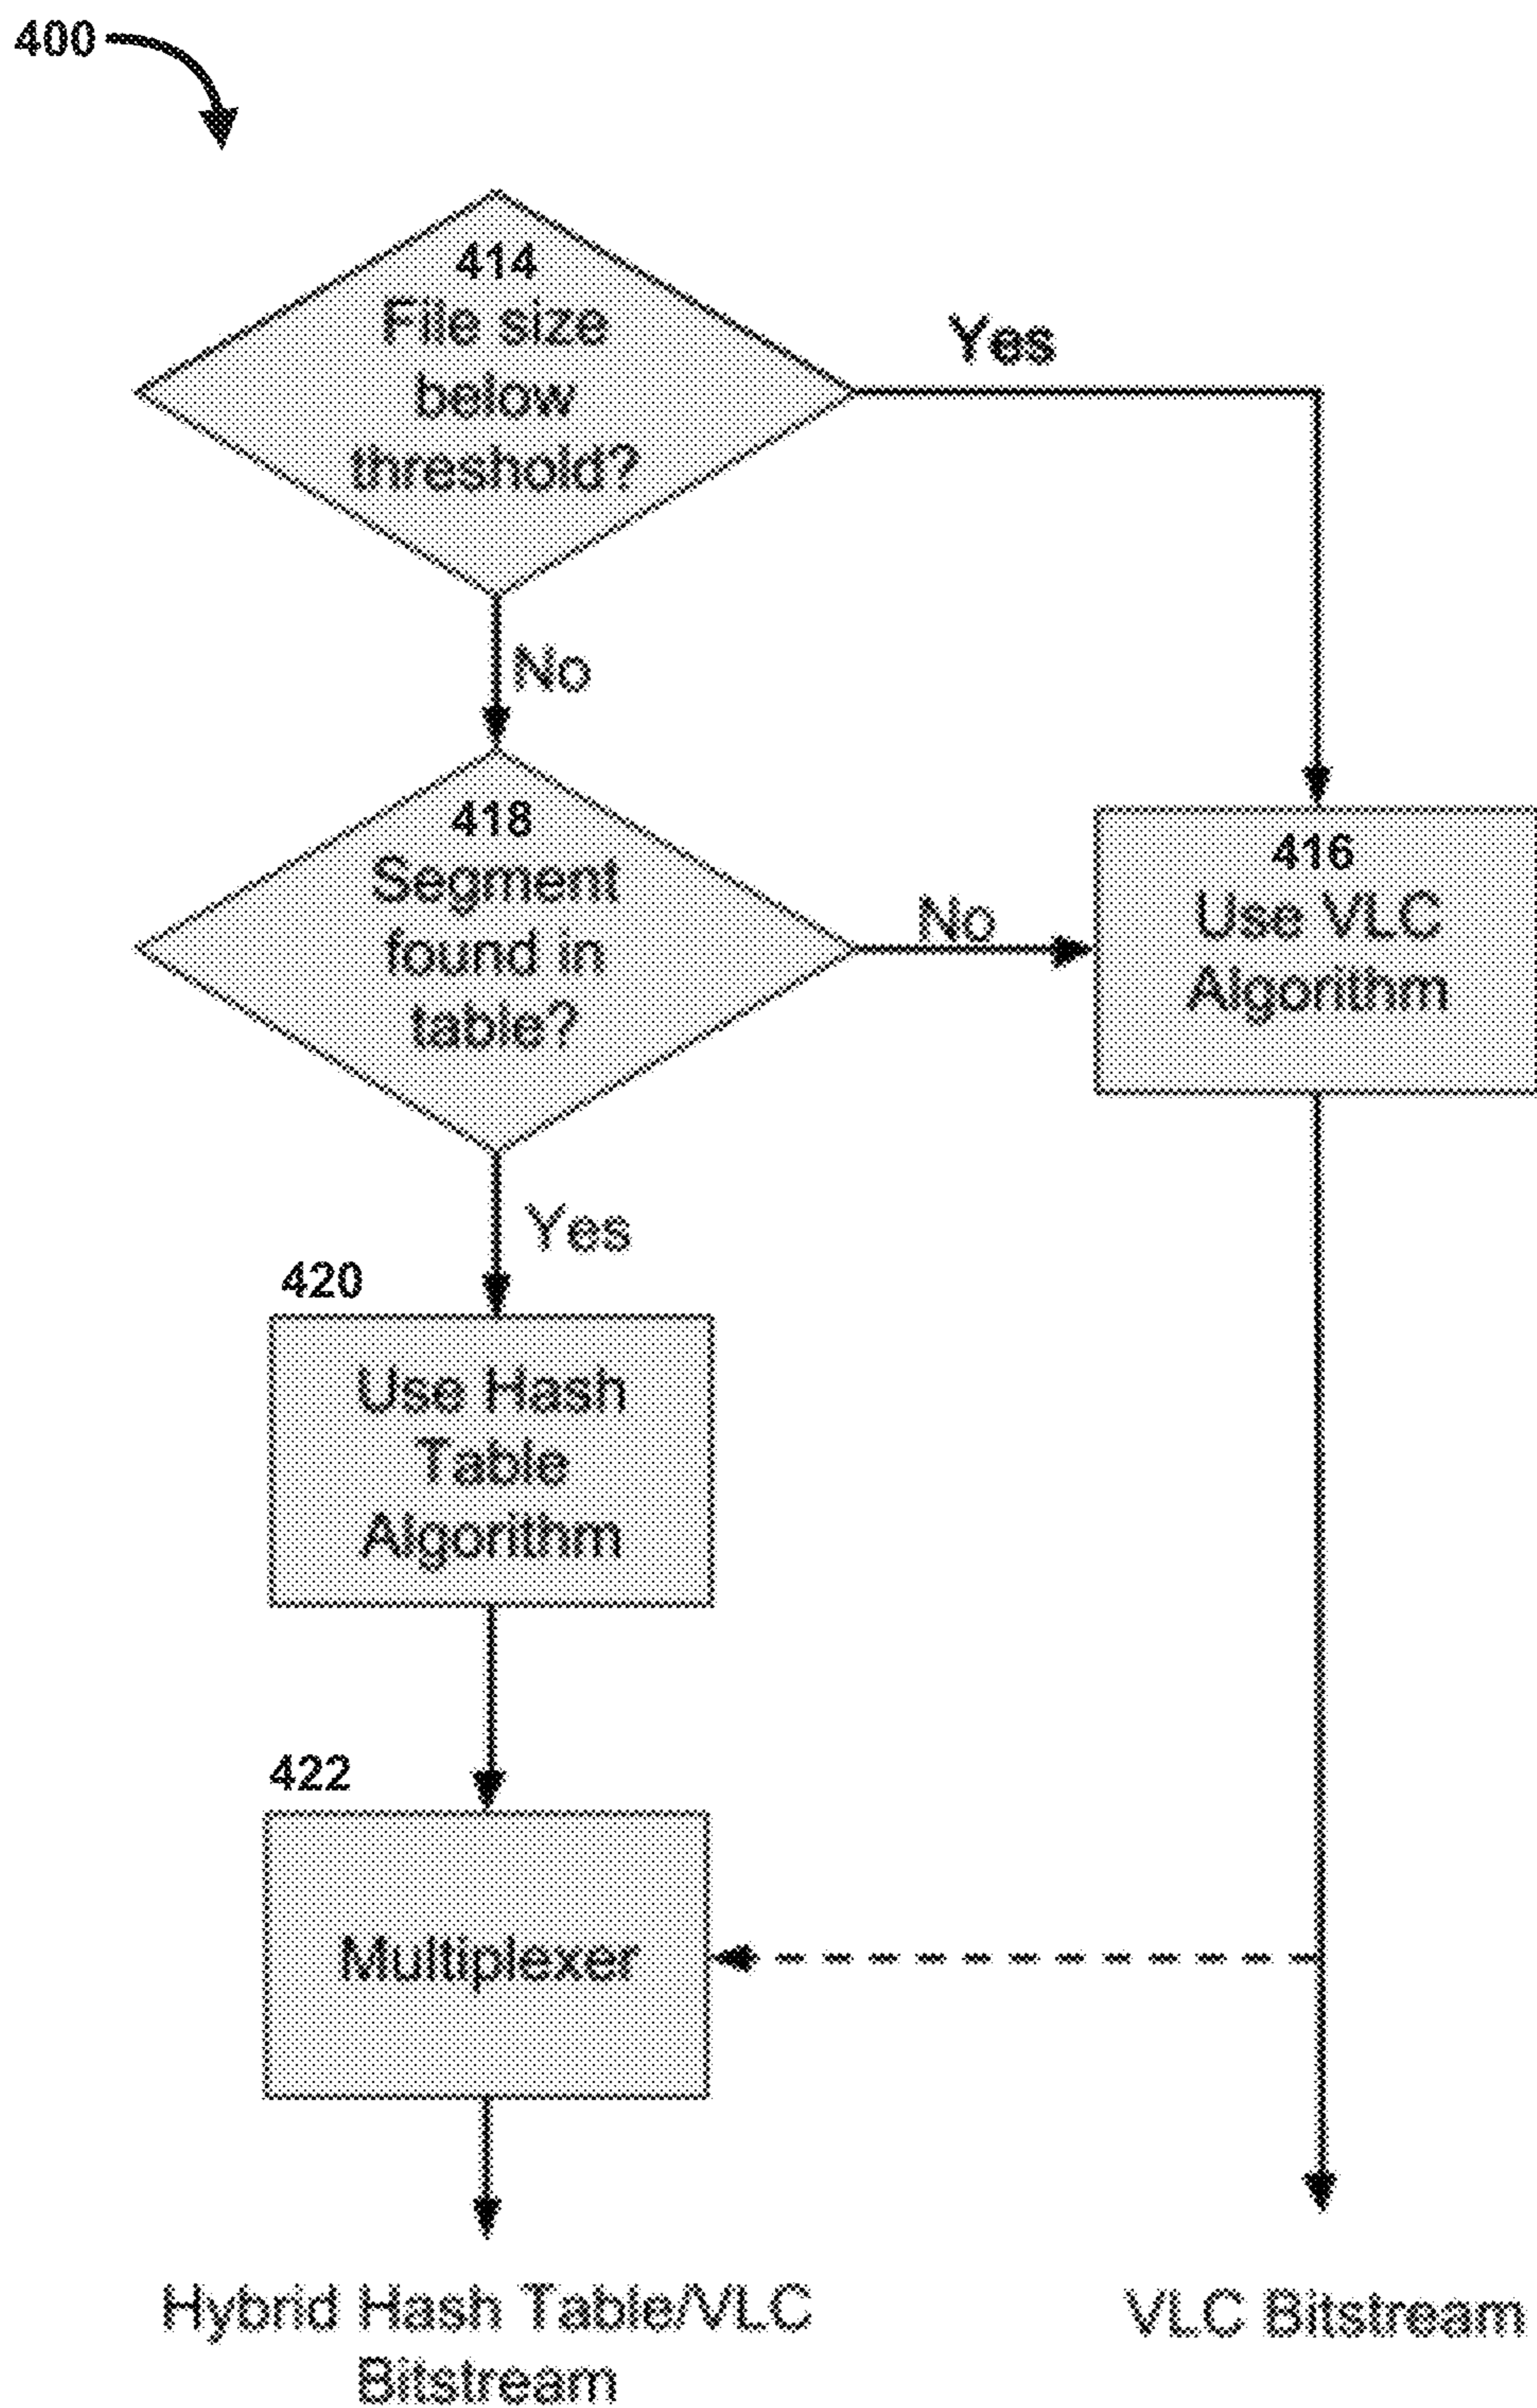 400
414
File size
below
threshold?
Yes
No
418
Segment
found in
table?
No
416
Use VLC
Algorithm
Yes
420
Use Hash
Table
Algorithm
422
Multiplexer
Hybrid Hash Table/VLC
Bitstream
VLC Bitstream